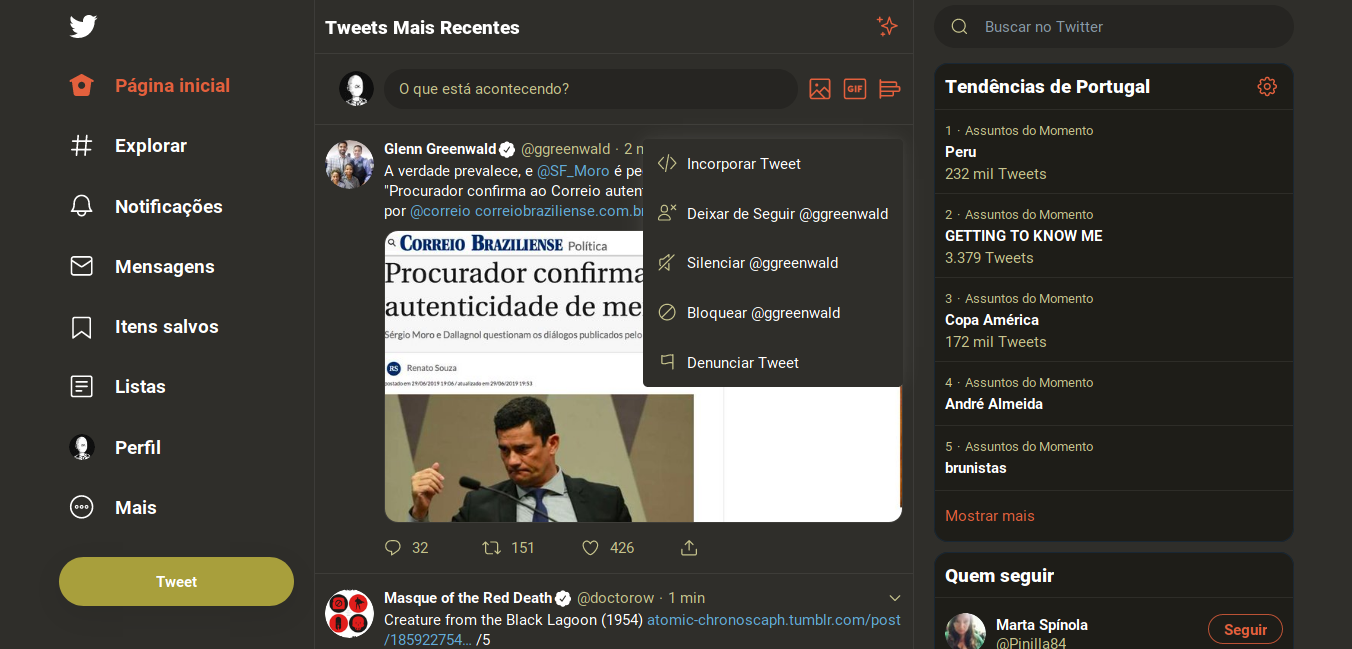 Página inicial
Explorar
Notificações
Mensagens
Itens salvos
Listas
Perfil
Mais
Tweet
Tweets Mais Recentes
O que está acontecendo?
GIF
Glenn Greenwald @ggreenwald · 2
A verdade prevalece, e @SF_Moro é
"Procurador confirma ao Correio
por @correio correiobraziliense.com.br
CORREIO BRAZILIENSE Política
Procurador confirma
autenticidade de
Sérgio Moro e Dallagnol questionam os diálogos publicados pelo
RS Renato Souza
postado em 29/06/2019 19:06 / atualizado em 29/06/2019 19:53
Incorporar Tweet
Deixar de Seguir @ggreenwald
Silenciar @ggreenwald
Bloquear @ggreenwald
Denunciar Tweet
32 151 426
Masque of the Red Death @doctorow · 1 min
Creature from the Black Lagoon (1954) atomic-chronoscaph.tumblr.com/post
/185922754... /5
Buscar no Twitter
Tendências de Portugal
1 · Assuntos do Momento
Peru
232 mil Tweets
2 · Assuntos do Momento
GETTING TO KNOW ME
3.379 Tweets
3 · Assuntos do Momento
Copa América
172 mil Tweets
4 · Assuntos do Momento
André Almeida
5 · Assuntos do Momento
brunistas
Mostrar mais
Quem seguir
Marta Spínola
@Pinilla84
Seguir